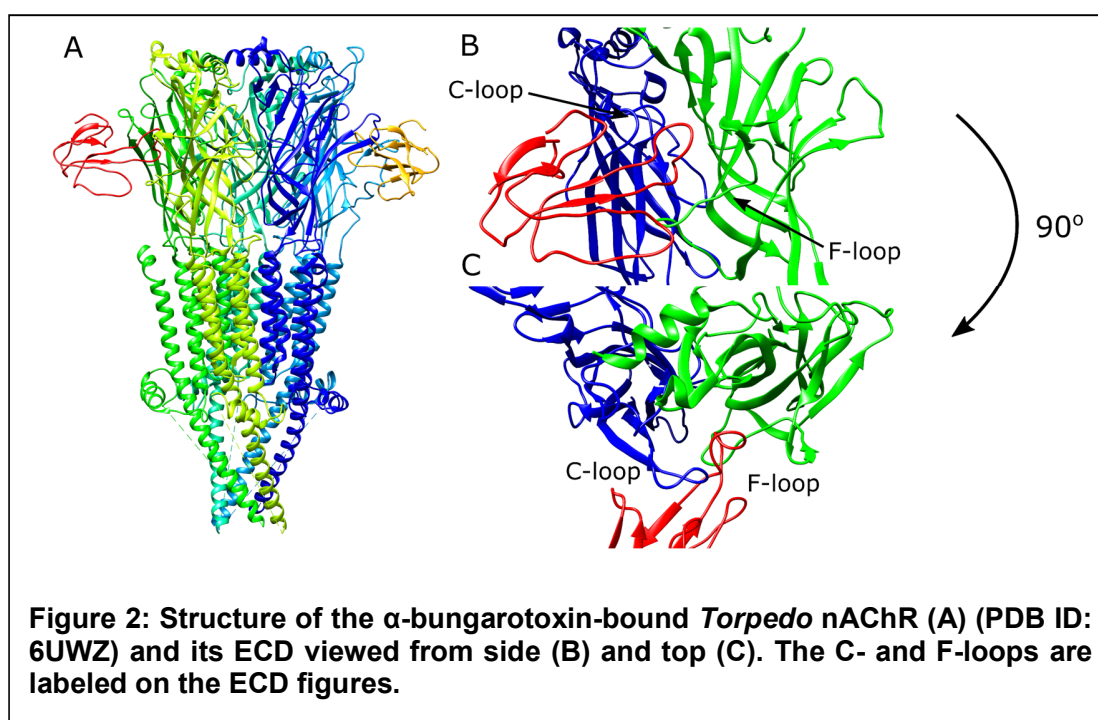 A
B
C-loop
F-loop
90º
C
C-loop
F-loop
Figure 2: Structure of the α-bungarotoxin-bound Torpedo nAChR (A) (PDB ID:
6UWZ) and its ECD viewed from side (B) and top (C). The C- and F-loops are
labeled on the ECD figures.